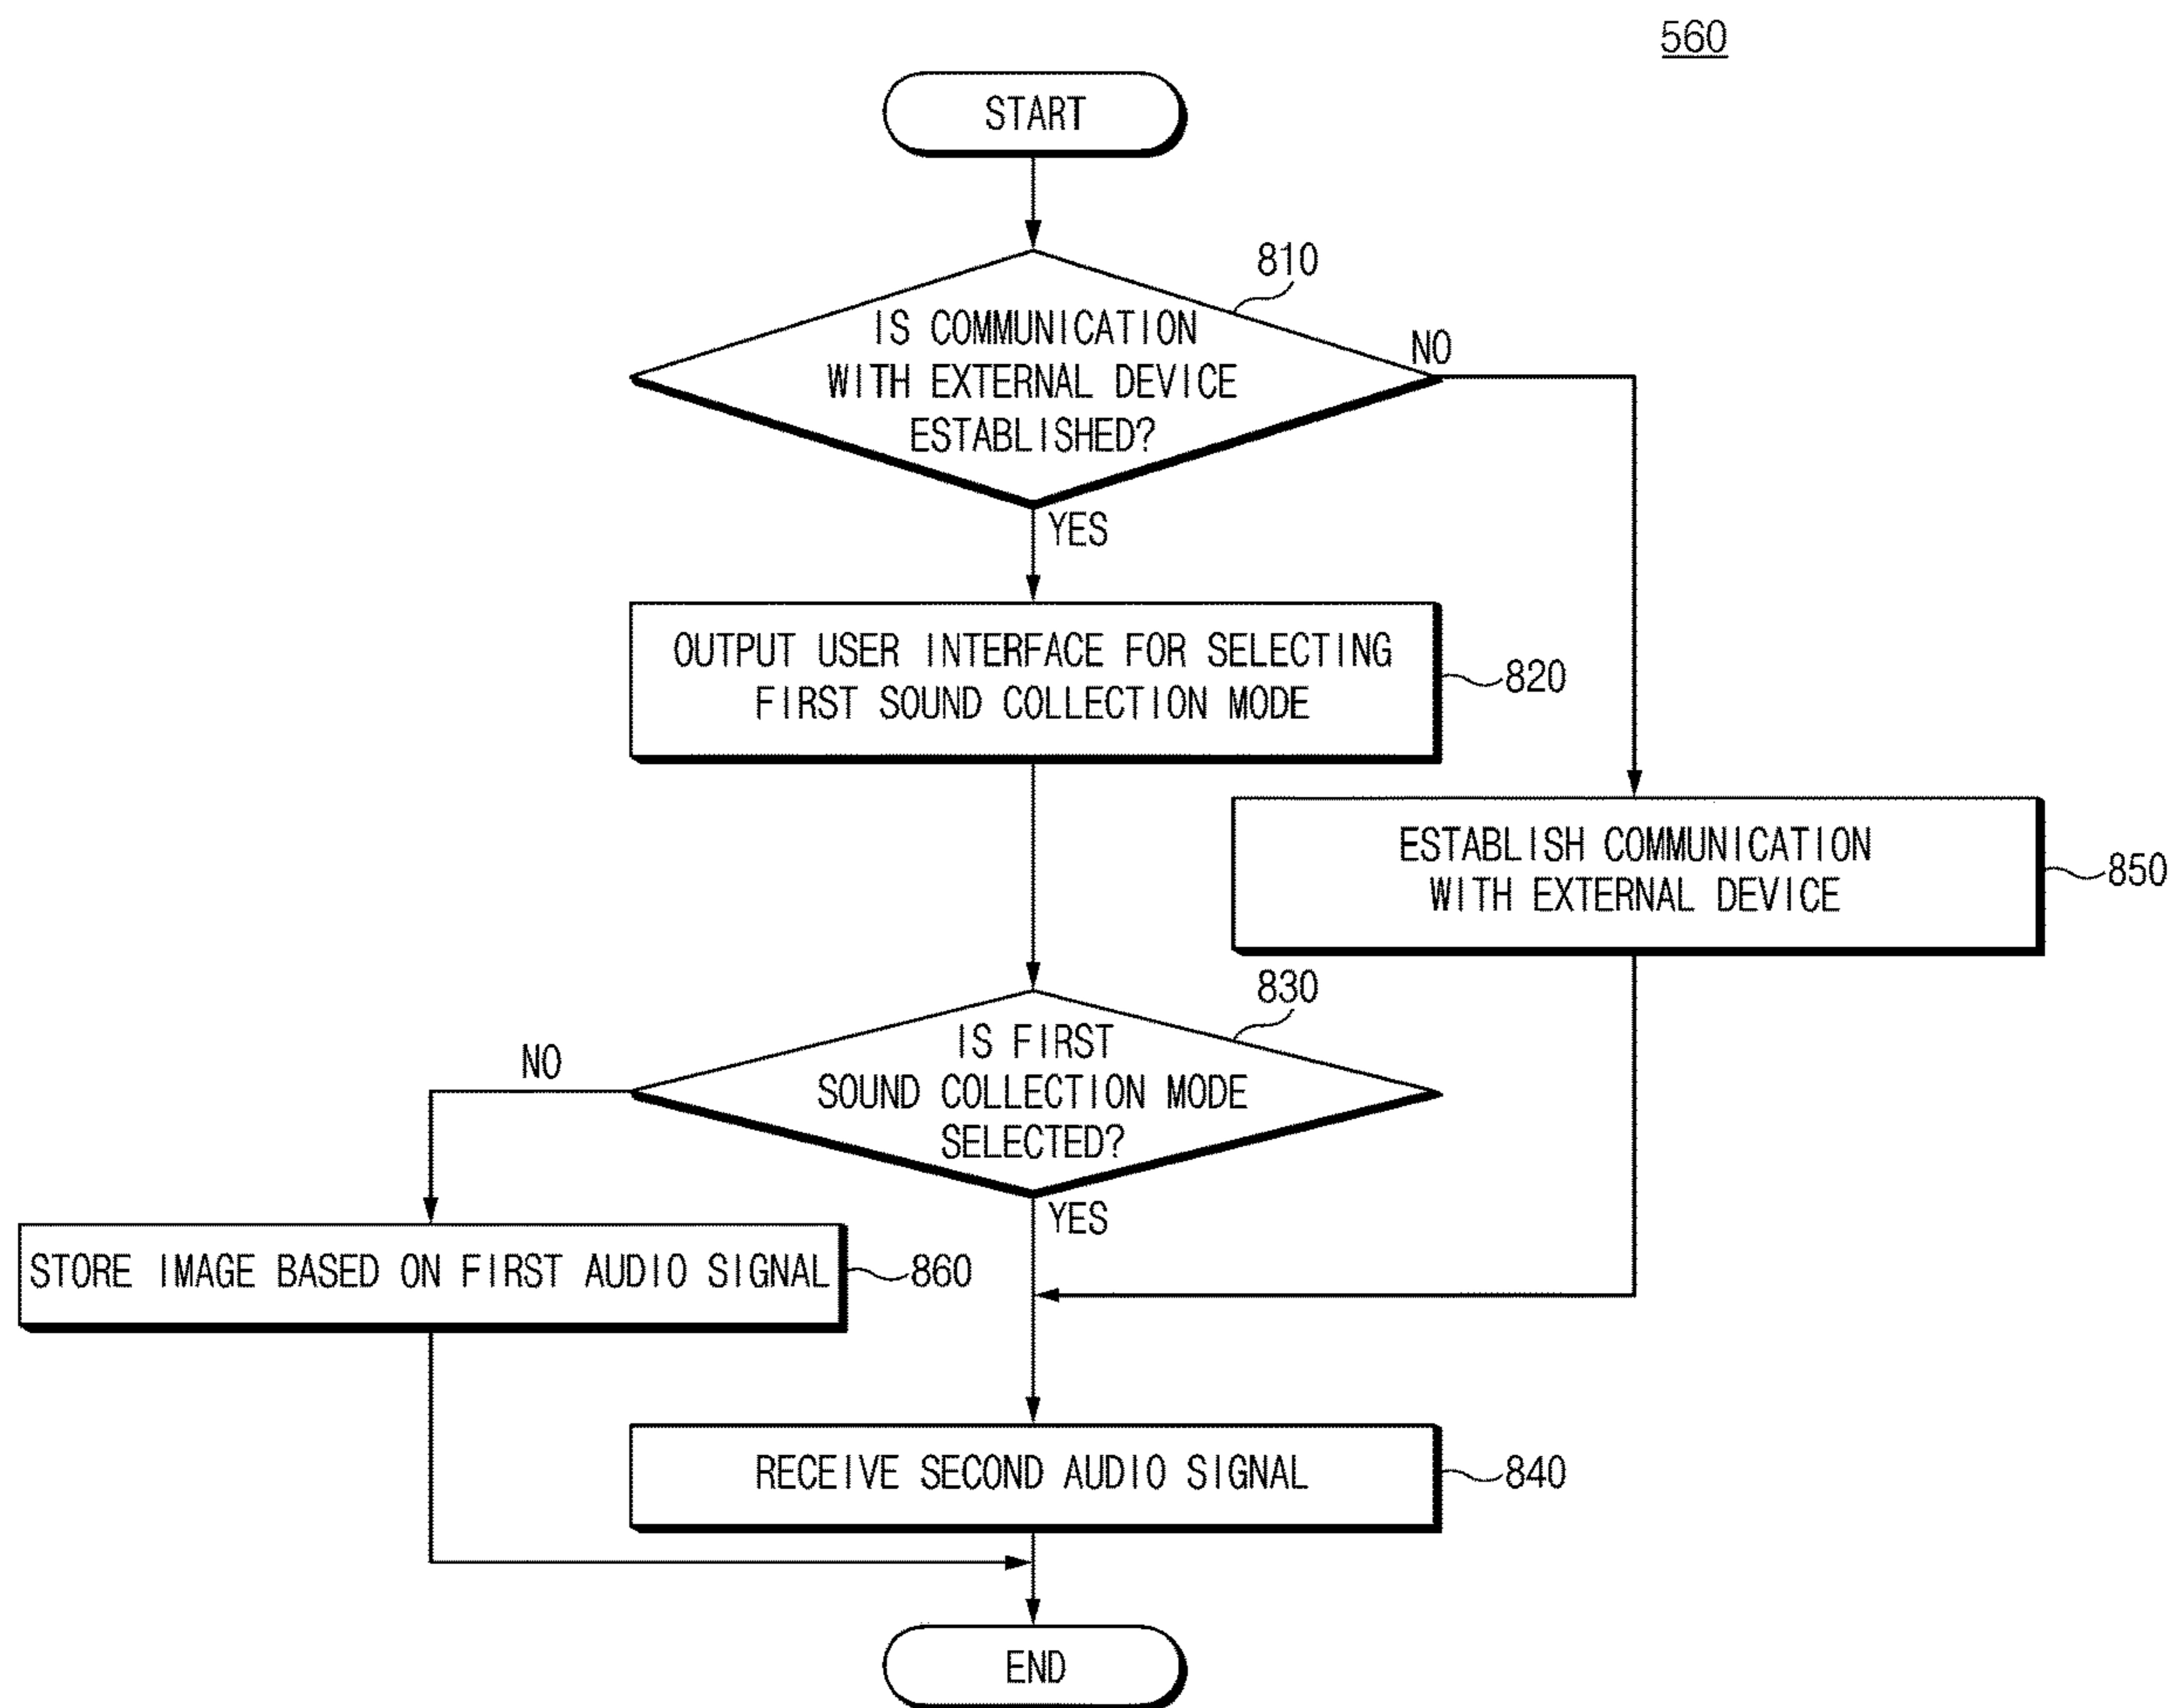 560
START
810
IS COMMUNICATION
WITH EXTERNAL DEVICE
ESTABLISHED?
NO
YES
OUTPUT USER INTERFACE FOR SELECTING
FIRST SOUND COLLECTION MODE
820
ESTABLISH COMMUNICATION
WITH EXTERNAL DEVICE
850
830
IS FIRST
SOUND COLLECTION MODE
SELECTED?
NO
YES
STORE IMAGE BASED ON FIRST AUDIO SIGNAL
860
RECEIVE SECOND AUDIO SIGNAL
840
END